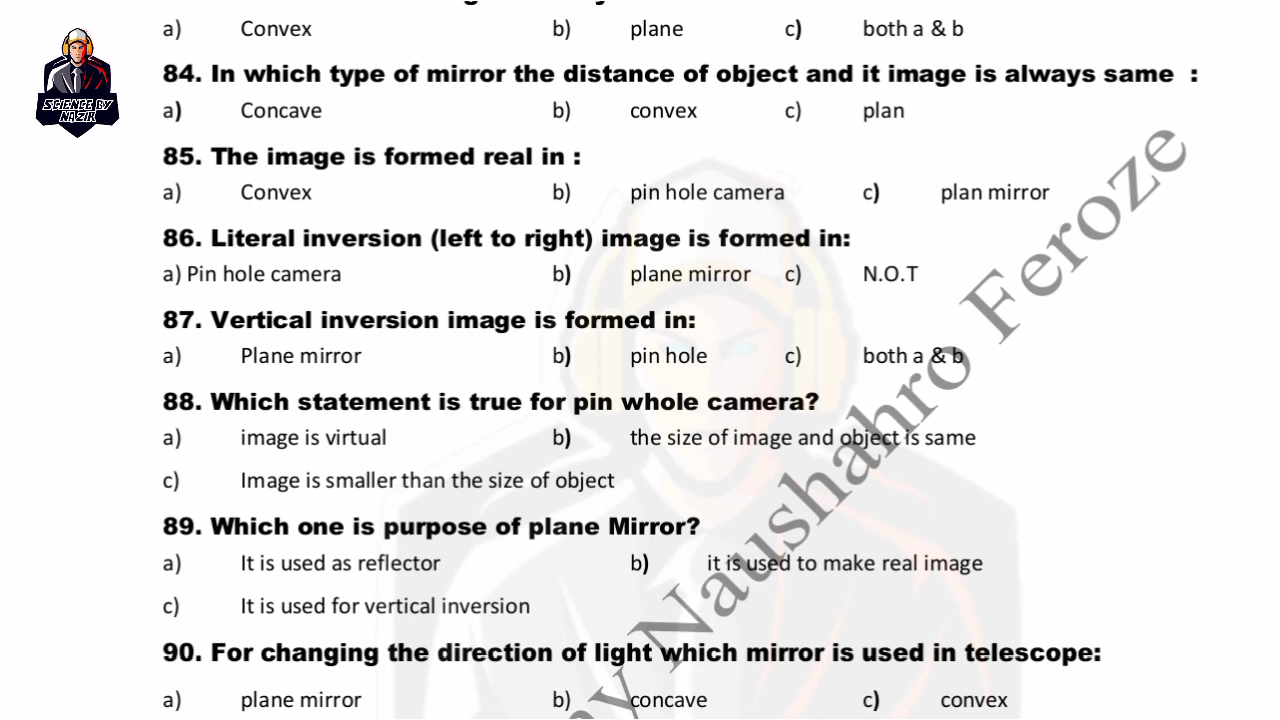 a) Convex b) plane c) both a & b
84. In which type of mirror the distance of object and it image is always same :
a) Concave b) convex c) plan
85. The image is formed real in :
a) Convex b) pin hole camera c) plan mirror
86. Literal inversion (left to right) image is formed in:
a) Pin hole camera b) plane mirror c) N.O.T
87. Vertical inversion image is formed in:
a) Plane mirror b) pin hole c) both a & b
88. Which statement is true for pin whole camera?
a) image is virtual b) the size of image and object is same
c) Image is smaller than the size of object
89. Which one is purpose of plane Mirror?
a) It is used as reflector b) it is used to make real image
c) It is used for vertical inversion
90. For changing the direction of light which mirror is used in telescope:
a) plane mirror b) concave c) convex
SCIENCE BY
NAZIR
Naushahro Feroze